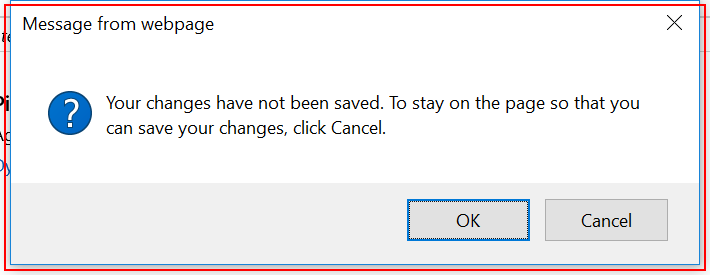 Message from webpage
Your changes have not been saved. To stay on the page so that you
can save your changes, click Cancel.
OK
Cancel